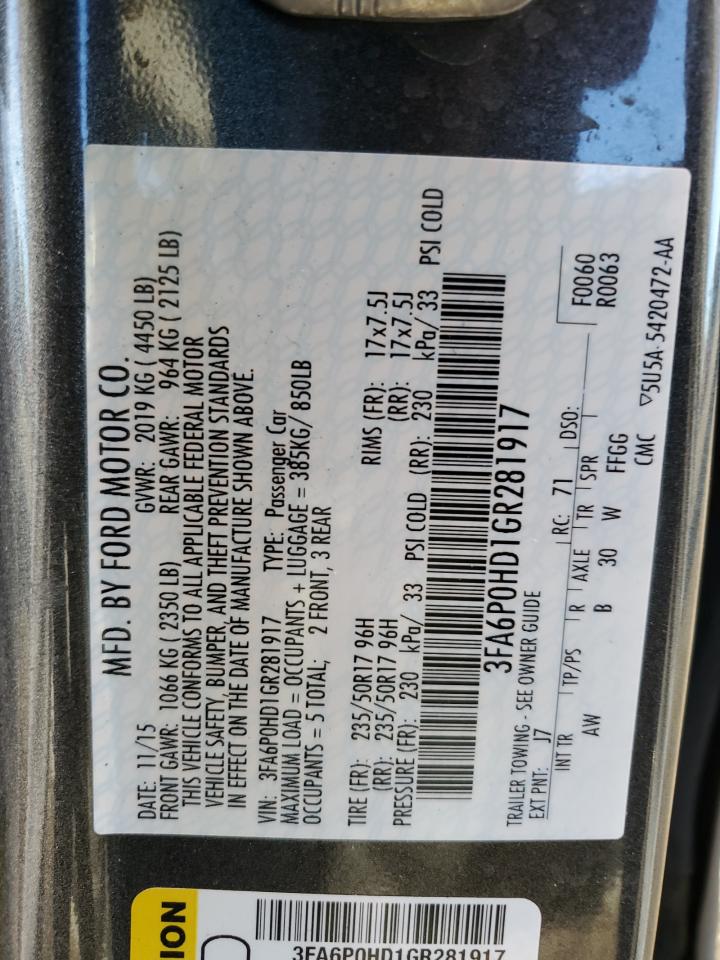 MFD. BY FORD MOTOR CO.
DATE: 11/15 GVWR: 2019 KG ( 4450 LB)
FRONT GAWR: 1066 KG ( 2350 LB) REAR GAWR: 964 KG ( 2125 LB)
THIS VEHICLE CONFORMS TO ALL APPLICABLE FEDERAL MOTOR
VEHICLE SAFETY, BUMPER, AND THEFT PREVENTION STANDARDS
IN EFFECT ON THE DATE OF MANUFACTURE SHOWN ABOVE.
VIN: 3FA6P0HD1GR281917 TYPE: Passenger Car
MAXIMUM LOAD = OCCUPANTS + LUGGAGE = 385KG/ 850LB
OCCUPANTS = 5 TOTAL; 2 FRONT, 3 REAR
TIRE (FR): 235/50R17 96H RIMS (FR): 17x7.5J
(RR): 235/50R17 96H (RR): 17x7.5J
PRESSURE (FR): 230 kPa/ 33 PSI COLD (RR): 230 kPa/ 33 PSI COLD
3FA6P0HD1GR281917
TRAILER TOWING - SEE OWNER GUIDE
EXT PNT: J7 RC: 71 DSO: F0060
R0063
INT TR TP/PS R AXLE TR SPR
AW B 30 W FFGG
CMC ▽5U5A-5420472-AA
ION
3FA6P0HD1GR281917